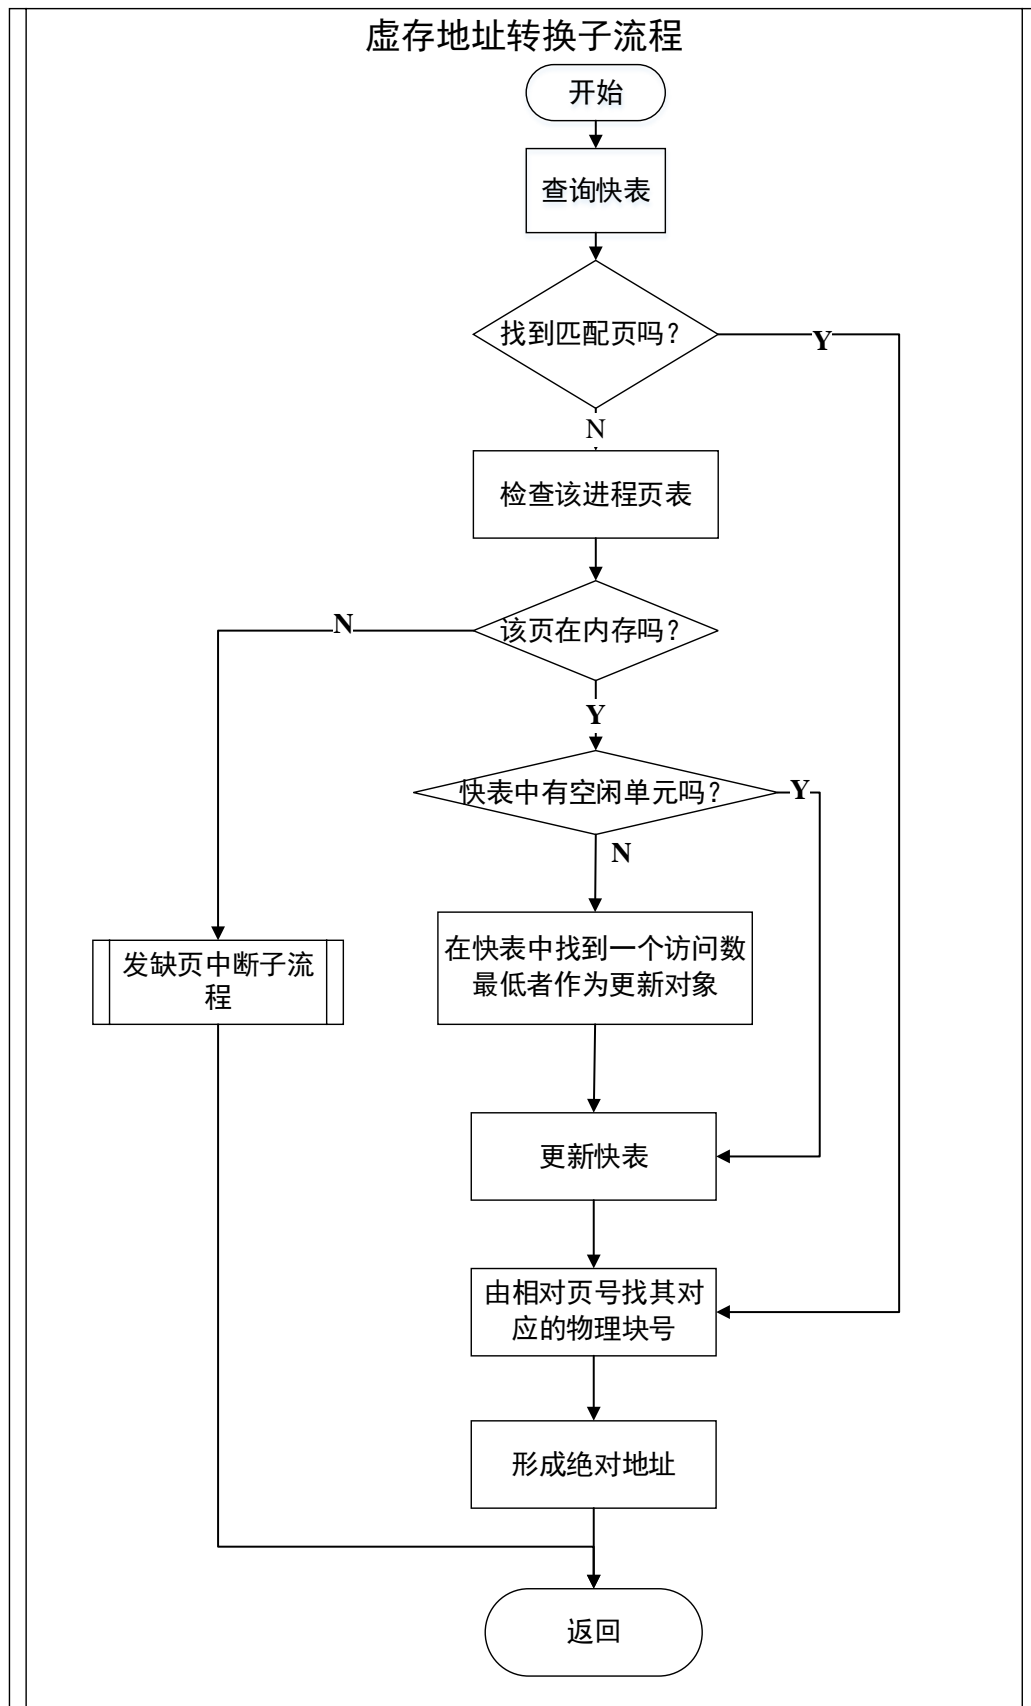 虚存地址转换子流程
开始
查询快表
找到匹配页吗？
Y
N
检查该进程页表
该页在内存吗？
N
Y
快表中有空闲单元吗？
Y
N
在快表中找到一个访问数
最低者作为更新对象
发缺页中断子流
程
更新快表
由相对页号找其对
应的物理块号
形成绝对地址
返回